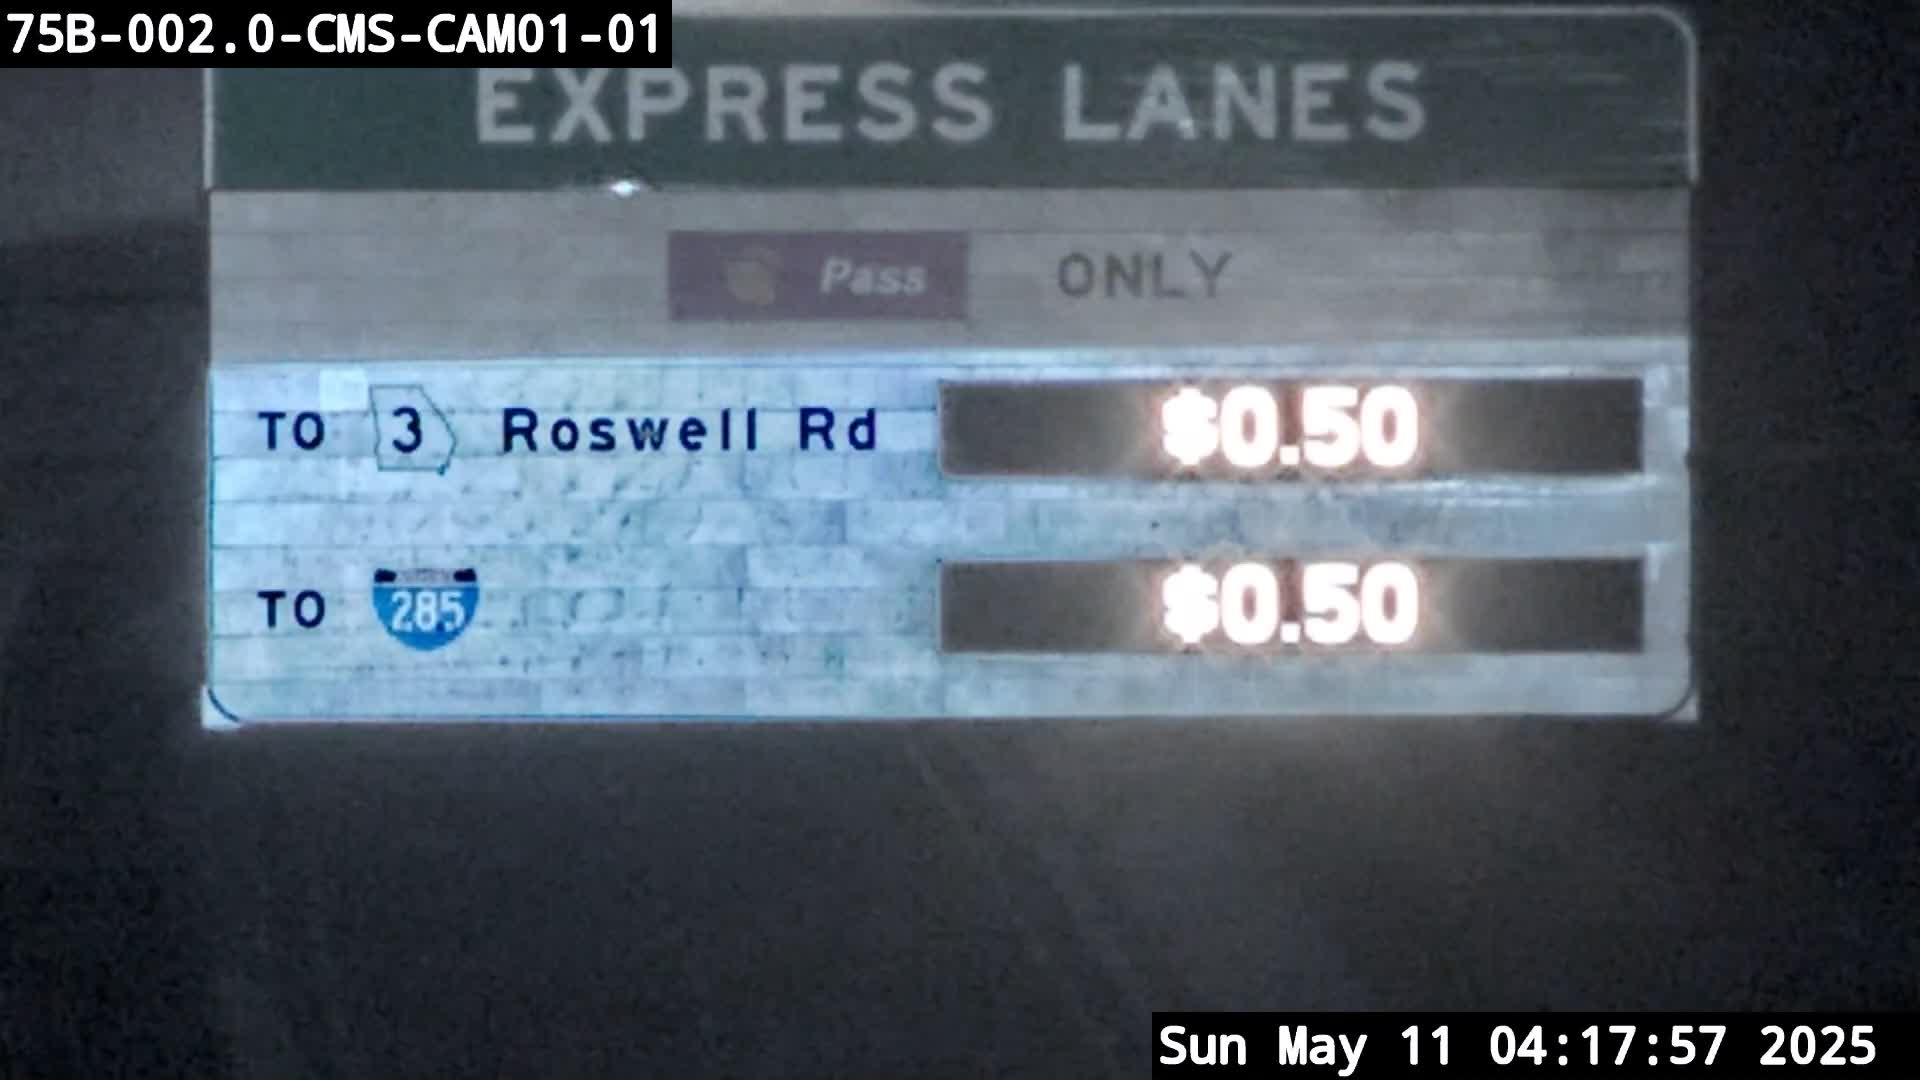 75B-002.0-CMS-CAM01-01
EXPRESS LANES
Pass ONLY
TO 3 Roswell Rd $0.50
TO 285 $0.50
Sun May 11 04:17:57 2025